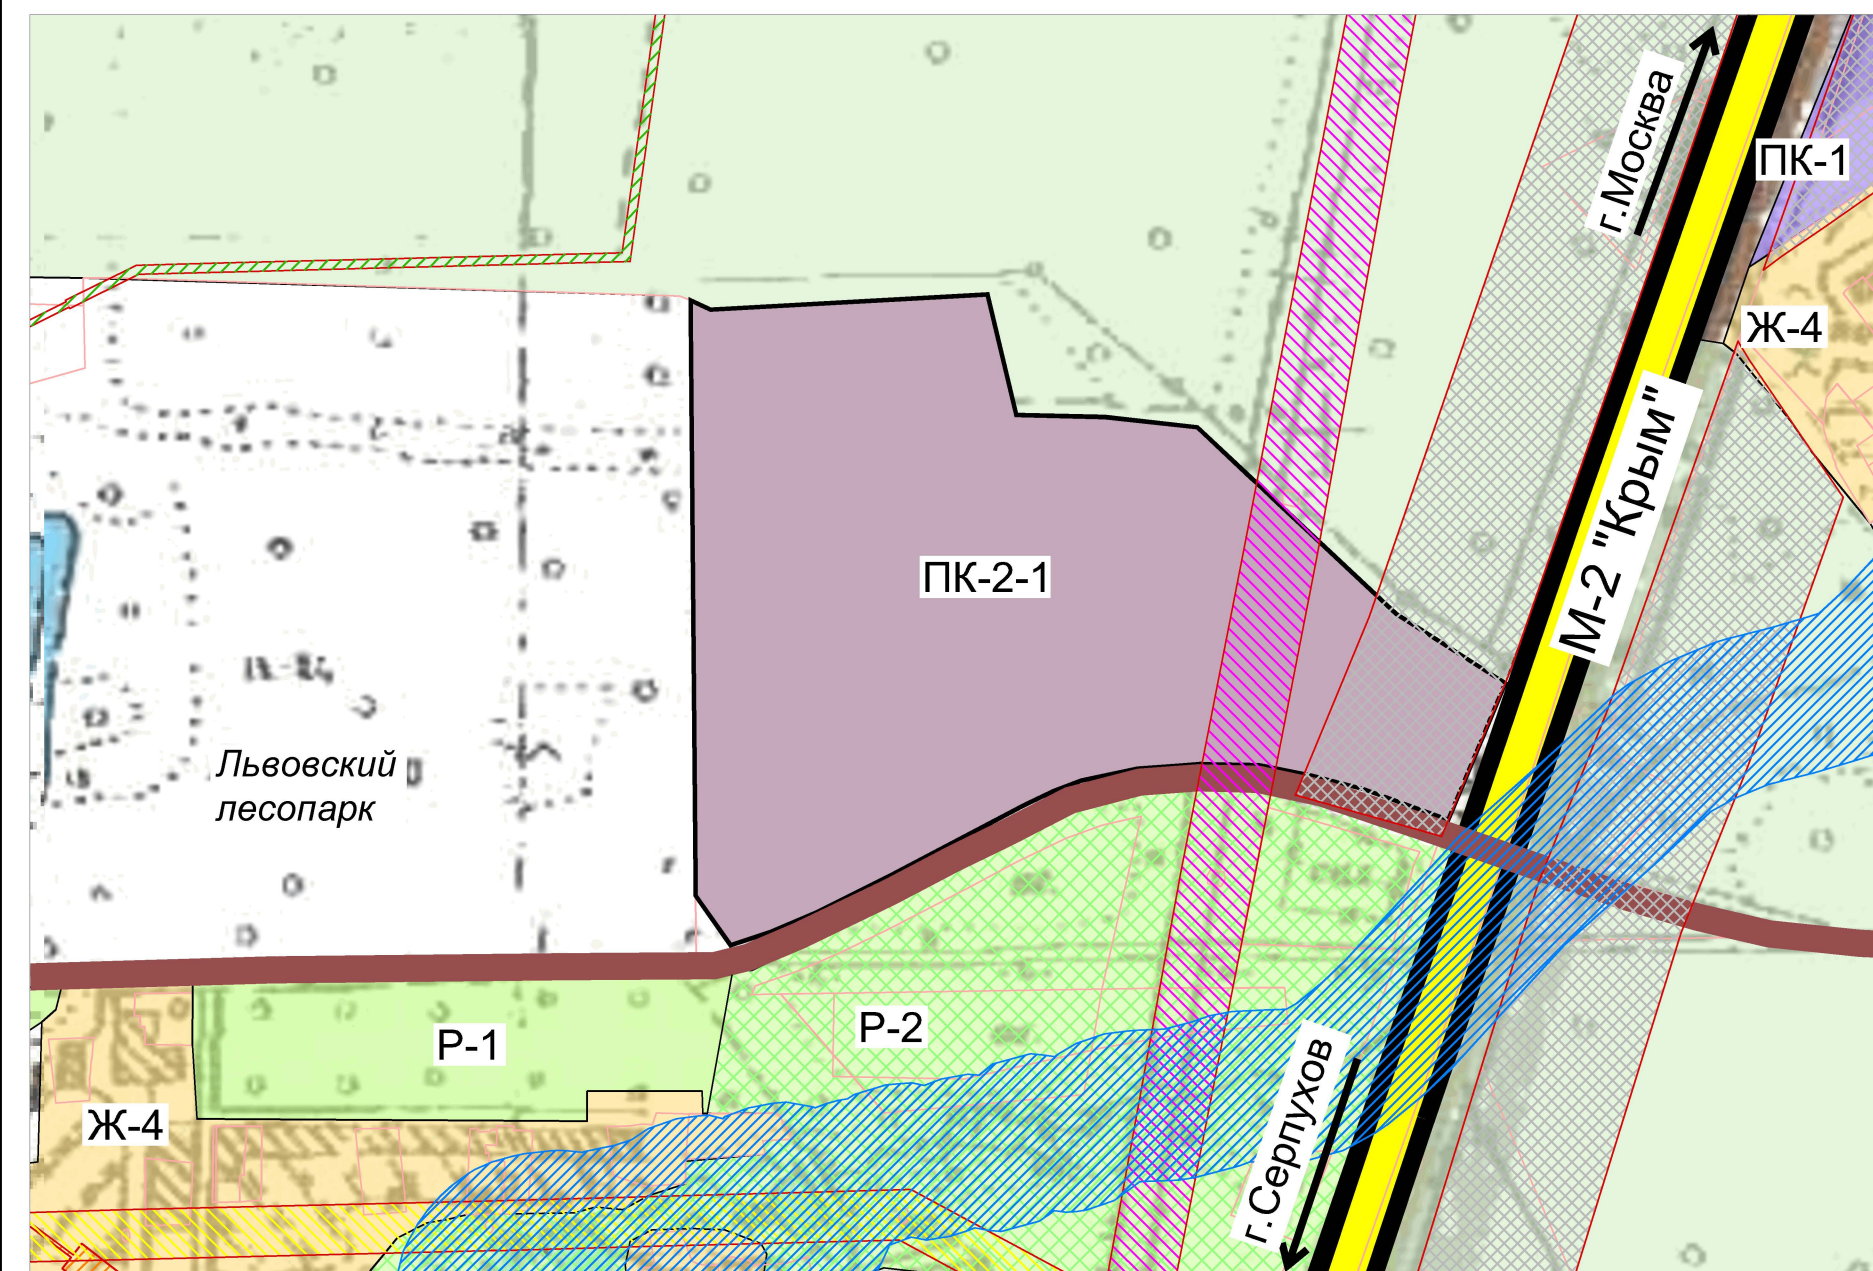 г.Москва
ПК-1
Ж-4
М-2 "Крым"
ПК-2-1
Львовский
лесопарк
Р-1
Р-2
Ж-4
г.Серпухов